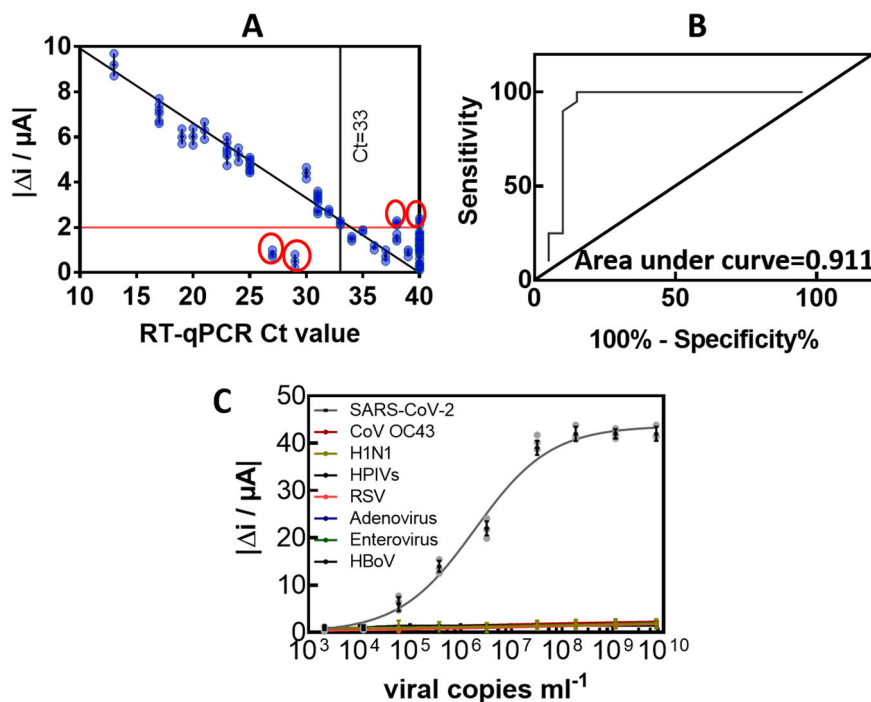 A
10
8
6
4
2
0
|Δi / μA|
Ct=33
10 15 20 25 30 35 40
RT-qPCR Ct value
B
100
50
0
Sensitivity
Area under curve=0.911
0 50 100
100% - Specificity%
C
50
40
30
20
10
0
|Δi / μA|
SARS-CoV-2
CoV OC43
H1N1
HPIVs
RSV
Adenovirus
Enterovirus
HBoV
10³ 10⁴ 10⁵ 10⁶ 10⁷ 10⁸ 10⁹ 10¹⁰
viral copies ml⁻¹